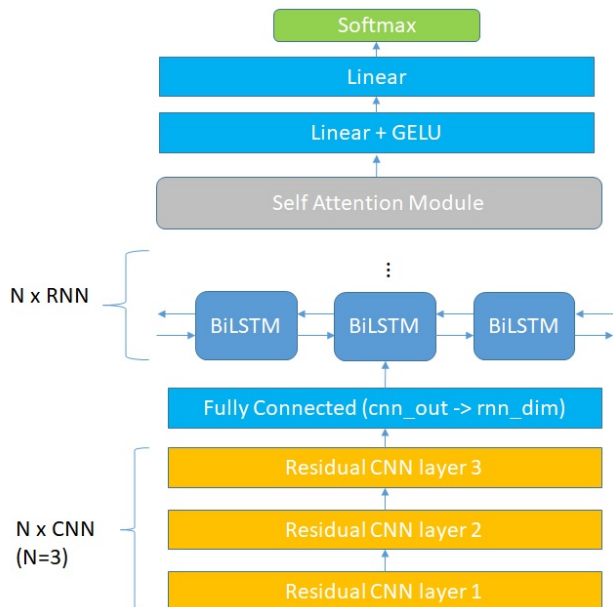 Softmax
Linear
Linear + GELU
Self Attention Module
...
N x RNN
BiLSTM
BiLSTM
BiLSTM
Fully Connected (cnn_out -> rnn_dim)
Residual CNN layer 3
N x CNN
(N=3)
Residual CNN layer 2
Residual CNN layer 1